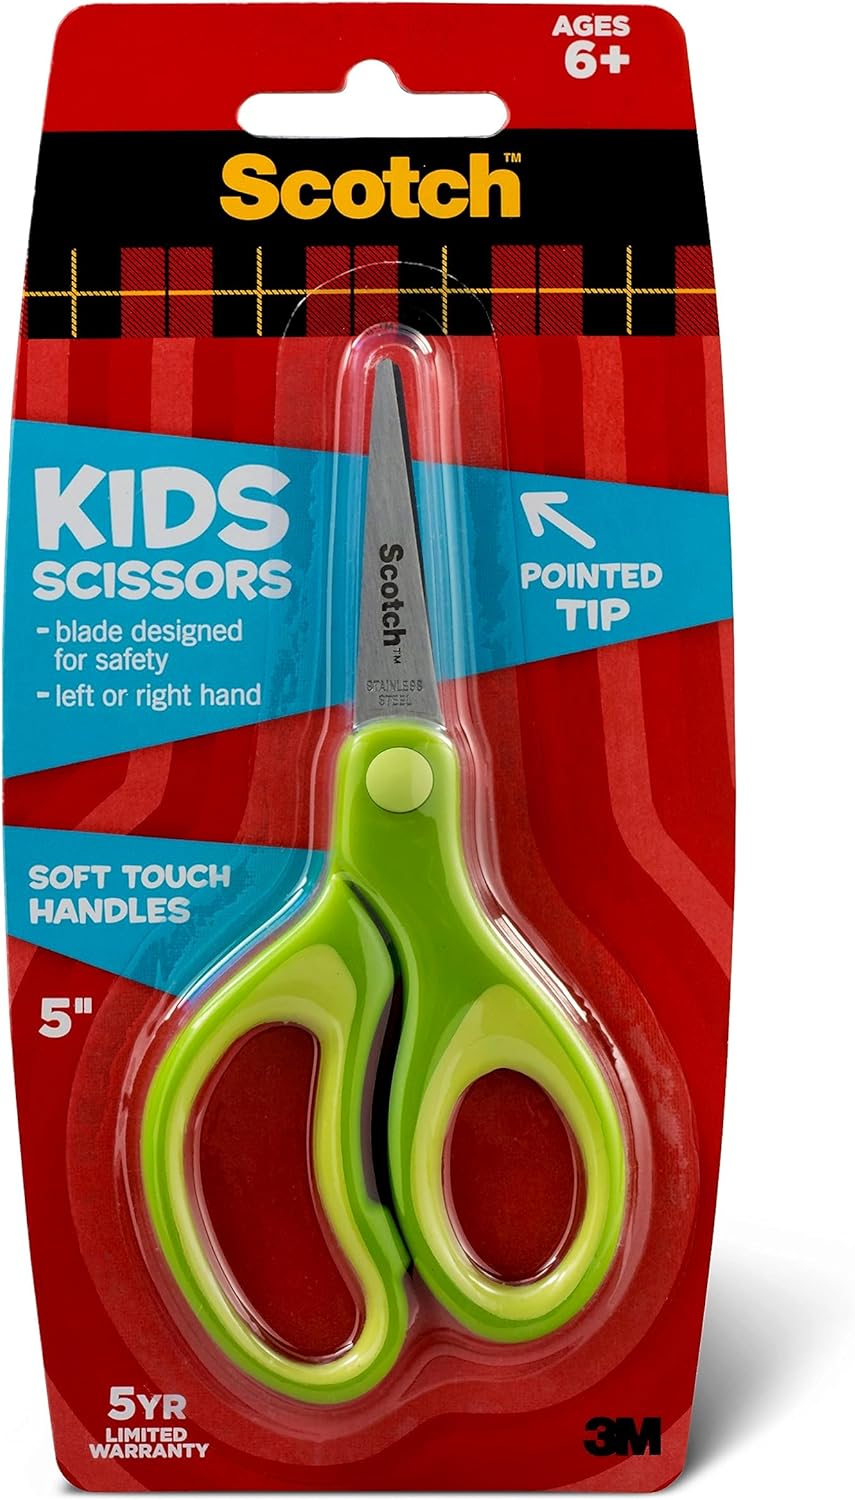 AGES
6+
Scotch™
KIDS
SCISSORS
- blade designed
for safety
- left or right hand
POINTED
TIP
Scotch™
STAINLESS
STEEL
SOFT TOUCH
HANDLES
5"
5YR
LIMITED
WARRANTY
3M